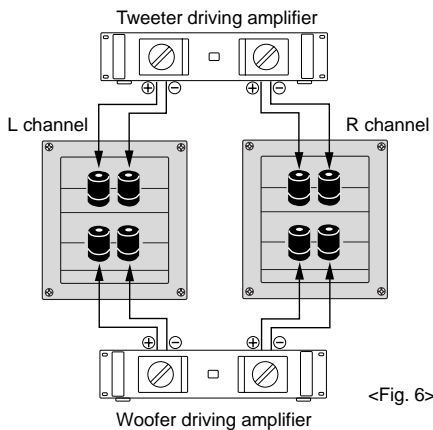 Tweeter driving amplifier
⊕ ⊖ ⊕ ⊖
L channel R channel
⊕ ⊖ ⊕ ⊖
<Fig. 6>
Woofer driving amplifier